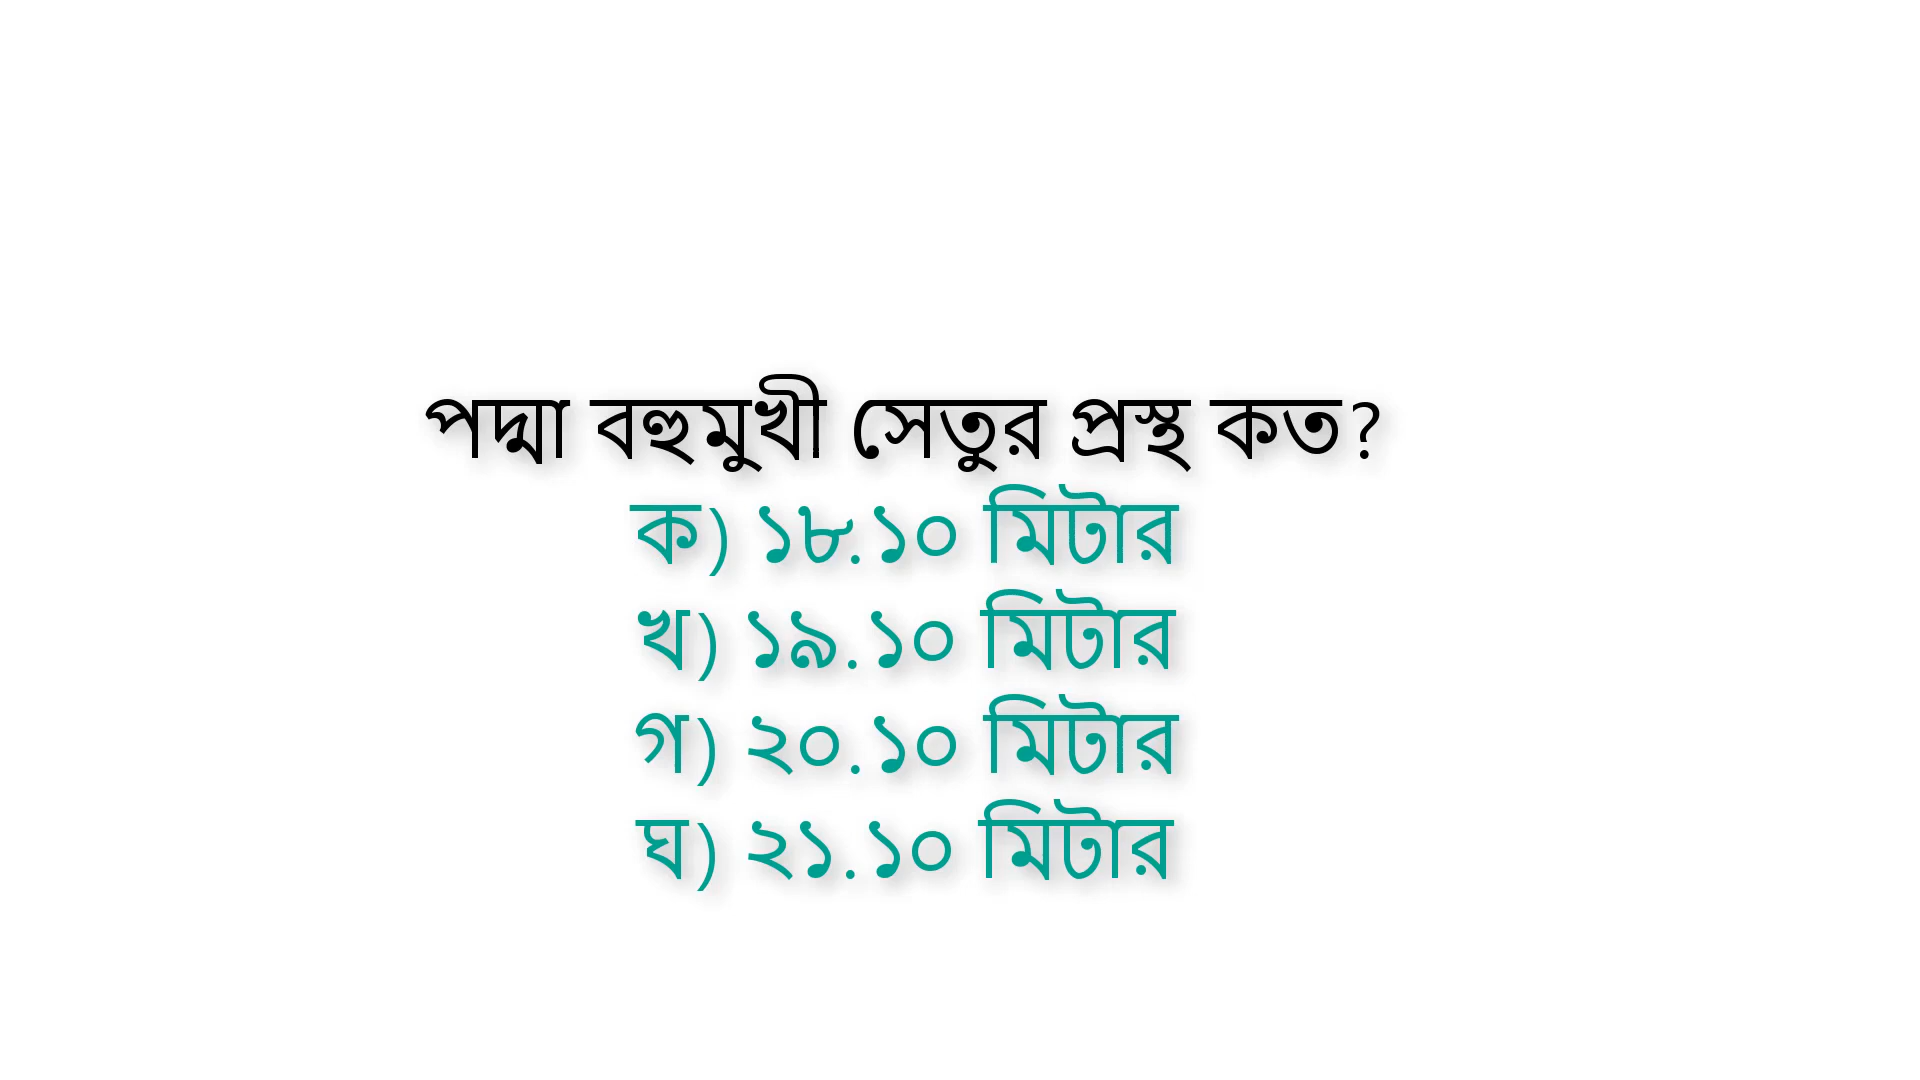 পদ্মা বহুমুখী সেতুর প্রস্থ কত?
ক) ১৮.১০ মিটার
খ) ১৯.১০ মিটার
গ) ২০.১০ মিটার
ঘ) ২১.১০ মিটার